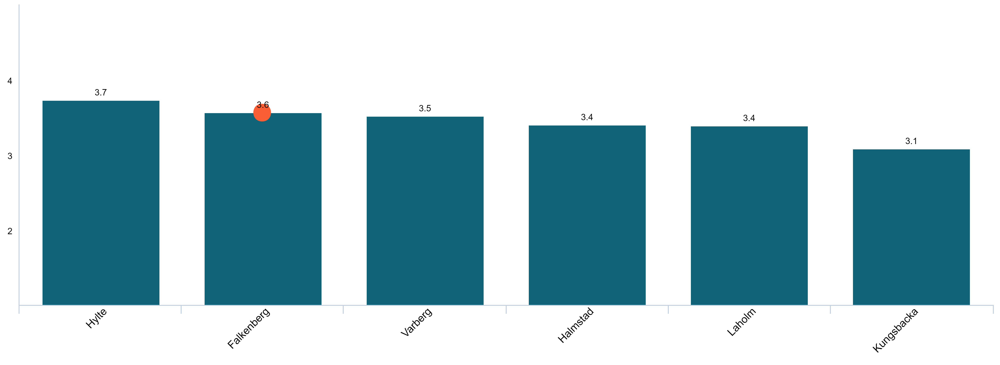 4
3
2
3.7
3.6
3.5
3.4
3.4
3.1
Hylte
Falkenberg
Varberg
Halmstad
Laholm
Kungsbacka